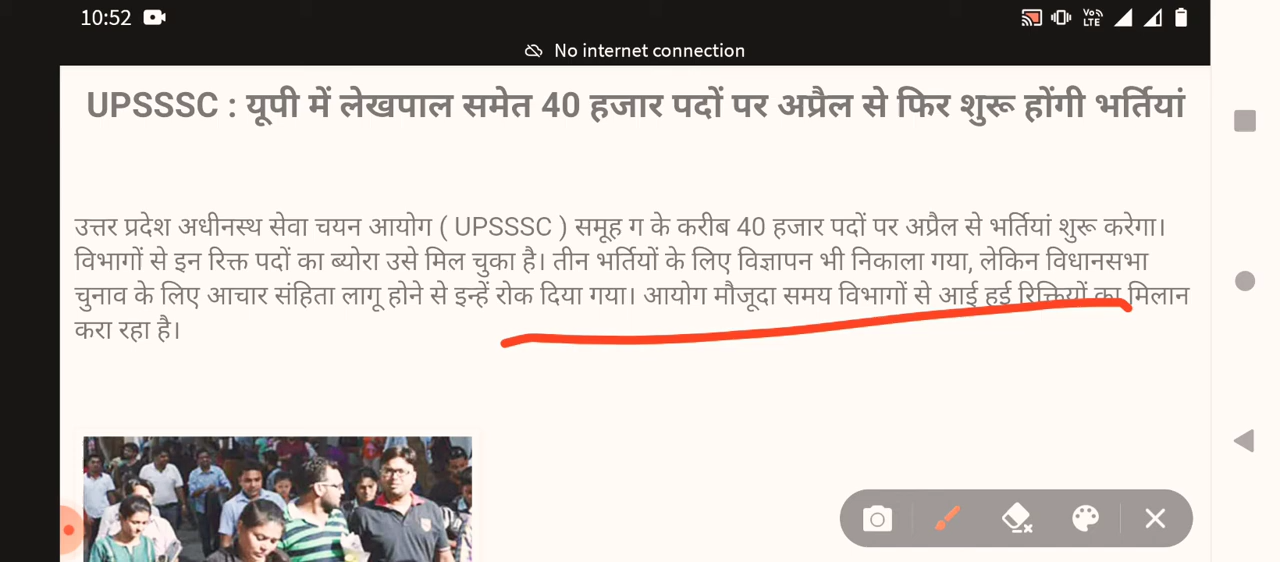 10:52
Vo LTE
No internet connection
UPSSSC : यूपी में लेखपाल समेत 40 हजार पदों पर अप्रैल से फिर शुरू होंगी भर्तियां
उत्तर प्रदेश अधीनस्थ सेवा चयन आयोग ( UPSSSC ) समूह ग के करीब 40 हजार पदों पर अप्रैल से भर्तियां शुरू करेगा।
विभागों से इन रिक्त पदों का ब्योरा उसे मिल चुका है। तीन भर्तियों के लिए विज्ञापन भी निकाला गया, लेकिन विधानसभा
चुनाव के लिए आचार संहिता लागू होने से इन्हें रोक दिया गया। आयोग मौजूदा समय विभागों से आई हुई रिक्तियों का मिलान
करा रहा है।